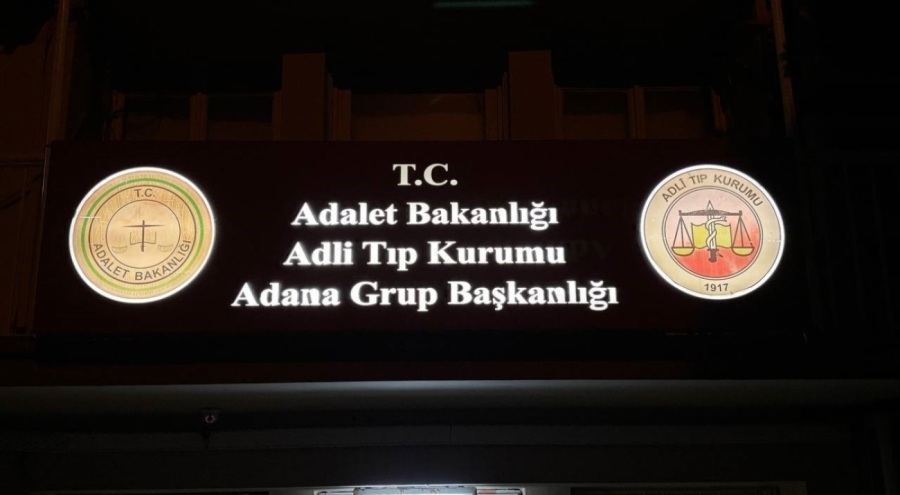 T.C.
Adalet Bakanlığı
Adli Tıp Kurumu
Adana Grup Başkanlığı
T.C.
ADALET BAKANLIĞI
ADLİ TIP KURUMU
1917